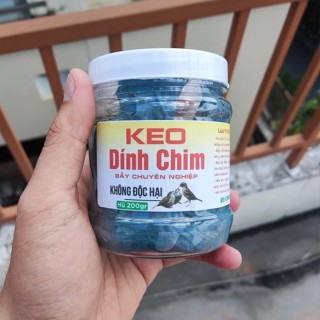 KEO
Dính Chim
BẪY CHUYÊN NGHIỆP
KHÔNG ĐỘC HẠI
Hũ 200gr